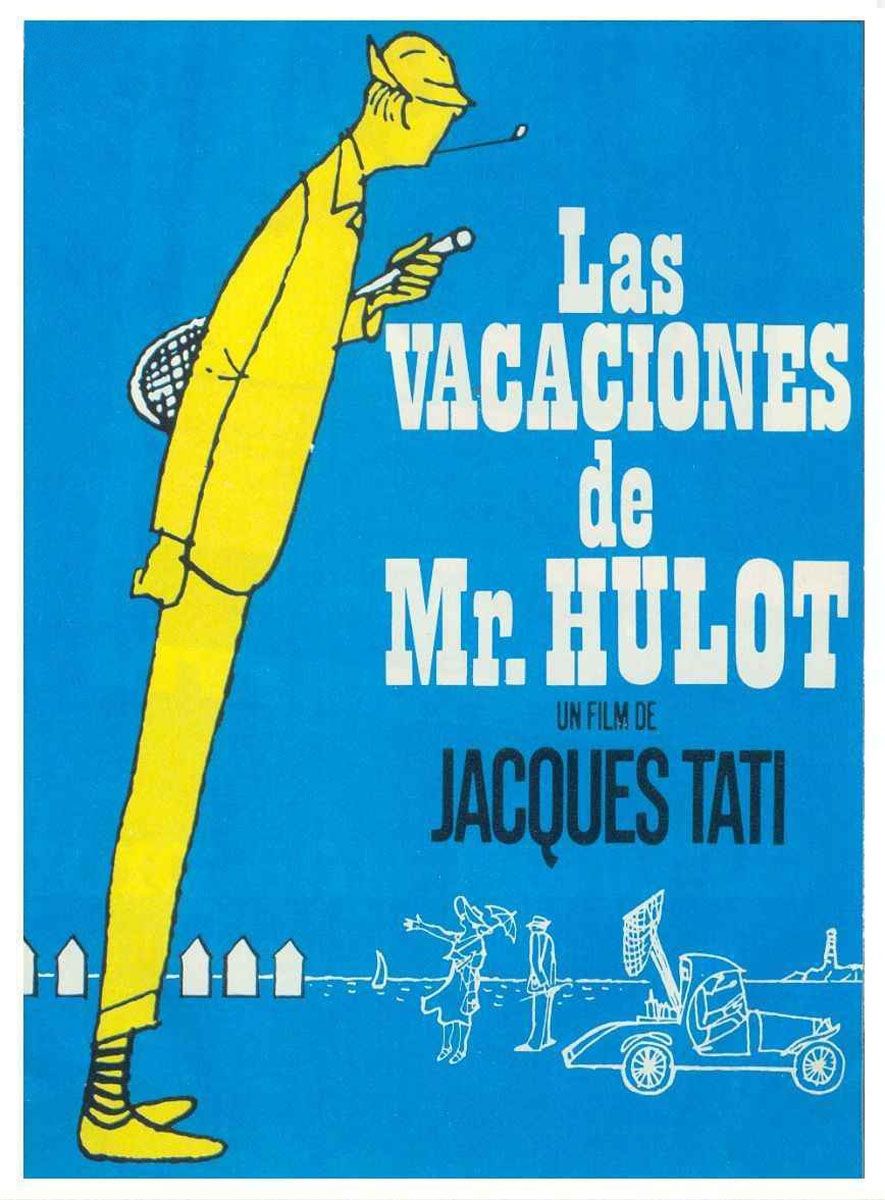 Las
VACACIONES
de
Mr. HULOT
UN FILM DE
JACQUES TATI